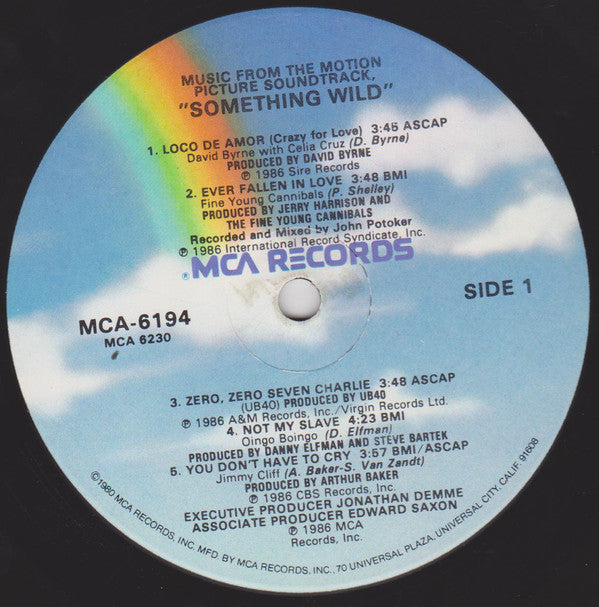 MUSIC FROM THE MOTION
PICTURE SOUNDTRACK,
"SOMETHING WILD"
1. LOCO DE AMOR (Crazy for Love) 3:45 ASCAP
David Byrne with Celia Cruz (D. Byrne)
PRODUCED BY DAVID BYRNE
℗ 1986 Sire Records
2. EVER FALLEN IN LOVE 3:48 BMI
Fine Young Cannibals (P. Shelley)
PRODUCED BY JERRY HARRISON AND
THE FINE YOUNG CANNIBALS
Recorded and Mixed by John Potoker
℗ 1986 International Record Syndicate, Inc.
® MCA RECORDS
MCA-6194
MCA 6230
SIDE 1
3. ZERO, ZERO SEVEN CHARLIE 3:48 ASCAP
(UB40) PRODUCED BY UB40
℗ 1986 A&M Records, Inc./Virgin Records Ltd.
4. NOT MY SLAVE 4:23 BMI
Oingo Boingo (D. Elfman)
PRODUCED BY DANNY ELFMAN AND STEVE BARTEK
5. YOU DON'T HAVE TO CRY 3:57 BMI/ASCAP
Jimmy Cliff (A. Baker-S. Van Zandt)
PRODUCED BY ARTHUR BAKER
℗ 1986 CBS Records, Inc.
EXECUTIVE PRODUCER JONATHAN DEMME
ASSOCIATE PRODUCER EDWARD SAXON
℗ 1986 MCA
Records, Inc.
©1980 MCA RECORDS, INC. MFD. BY MCA RECORDS, INC., 70 UNIVERSAL PLAZA, UNIVERSAL CITY, CALIF. 91608